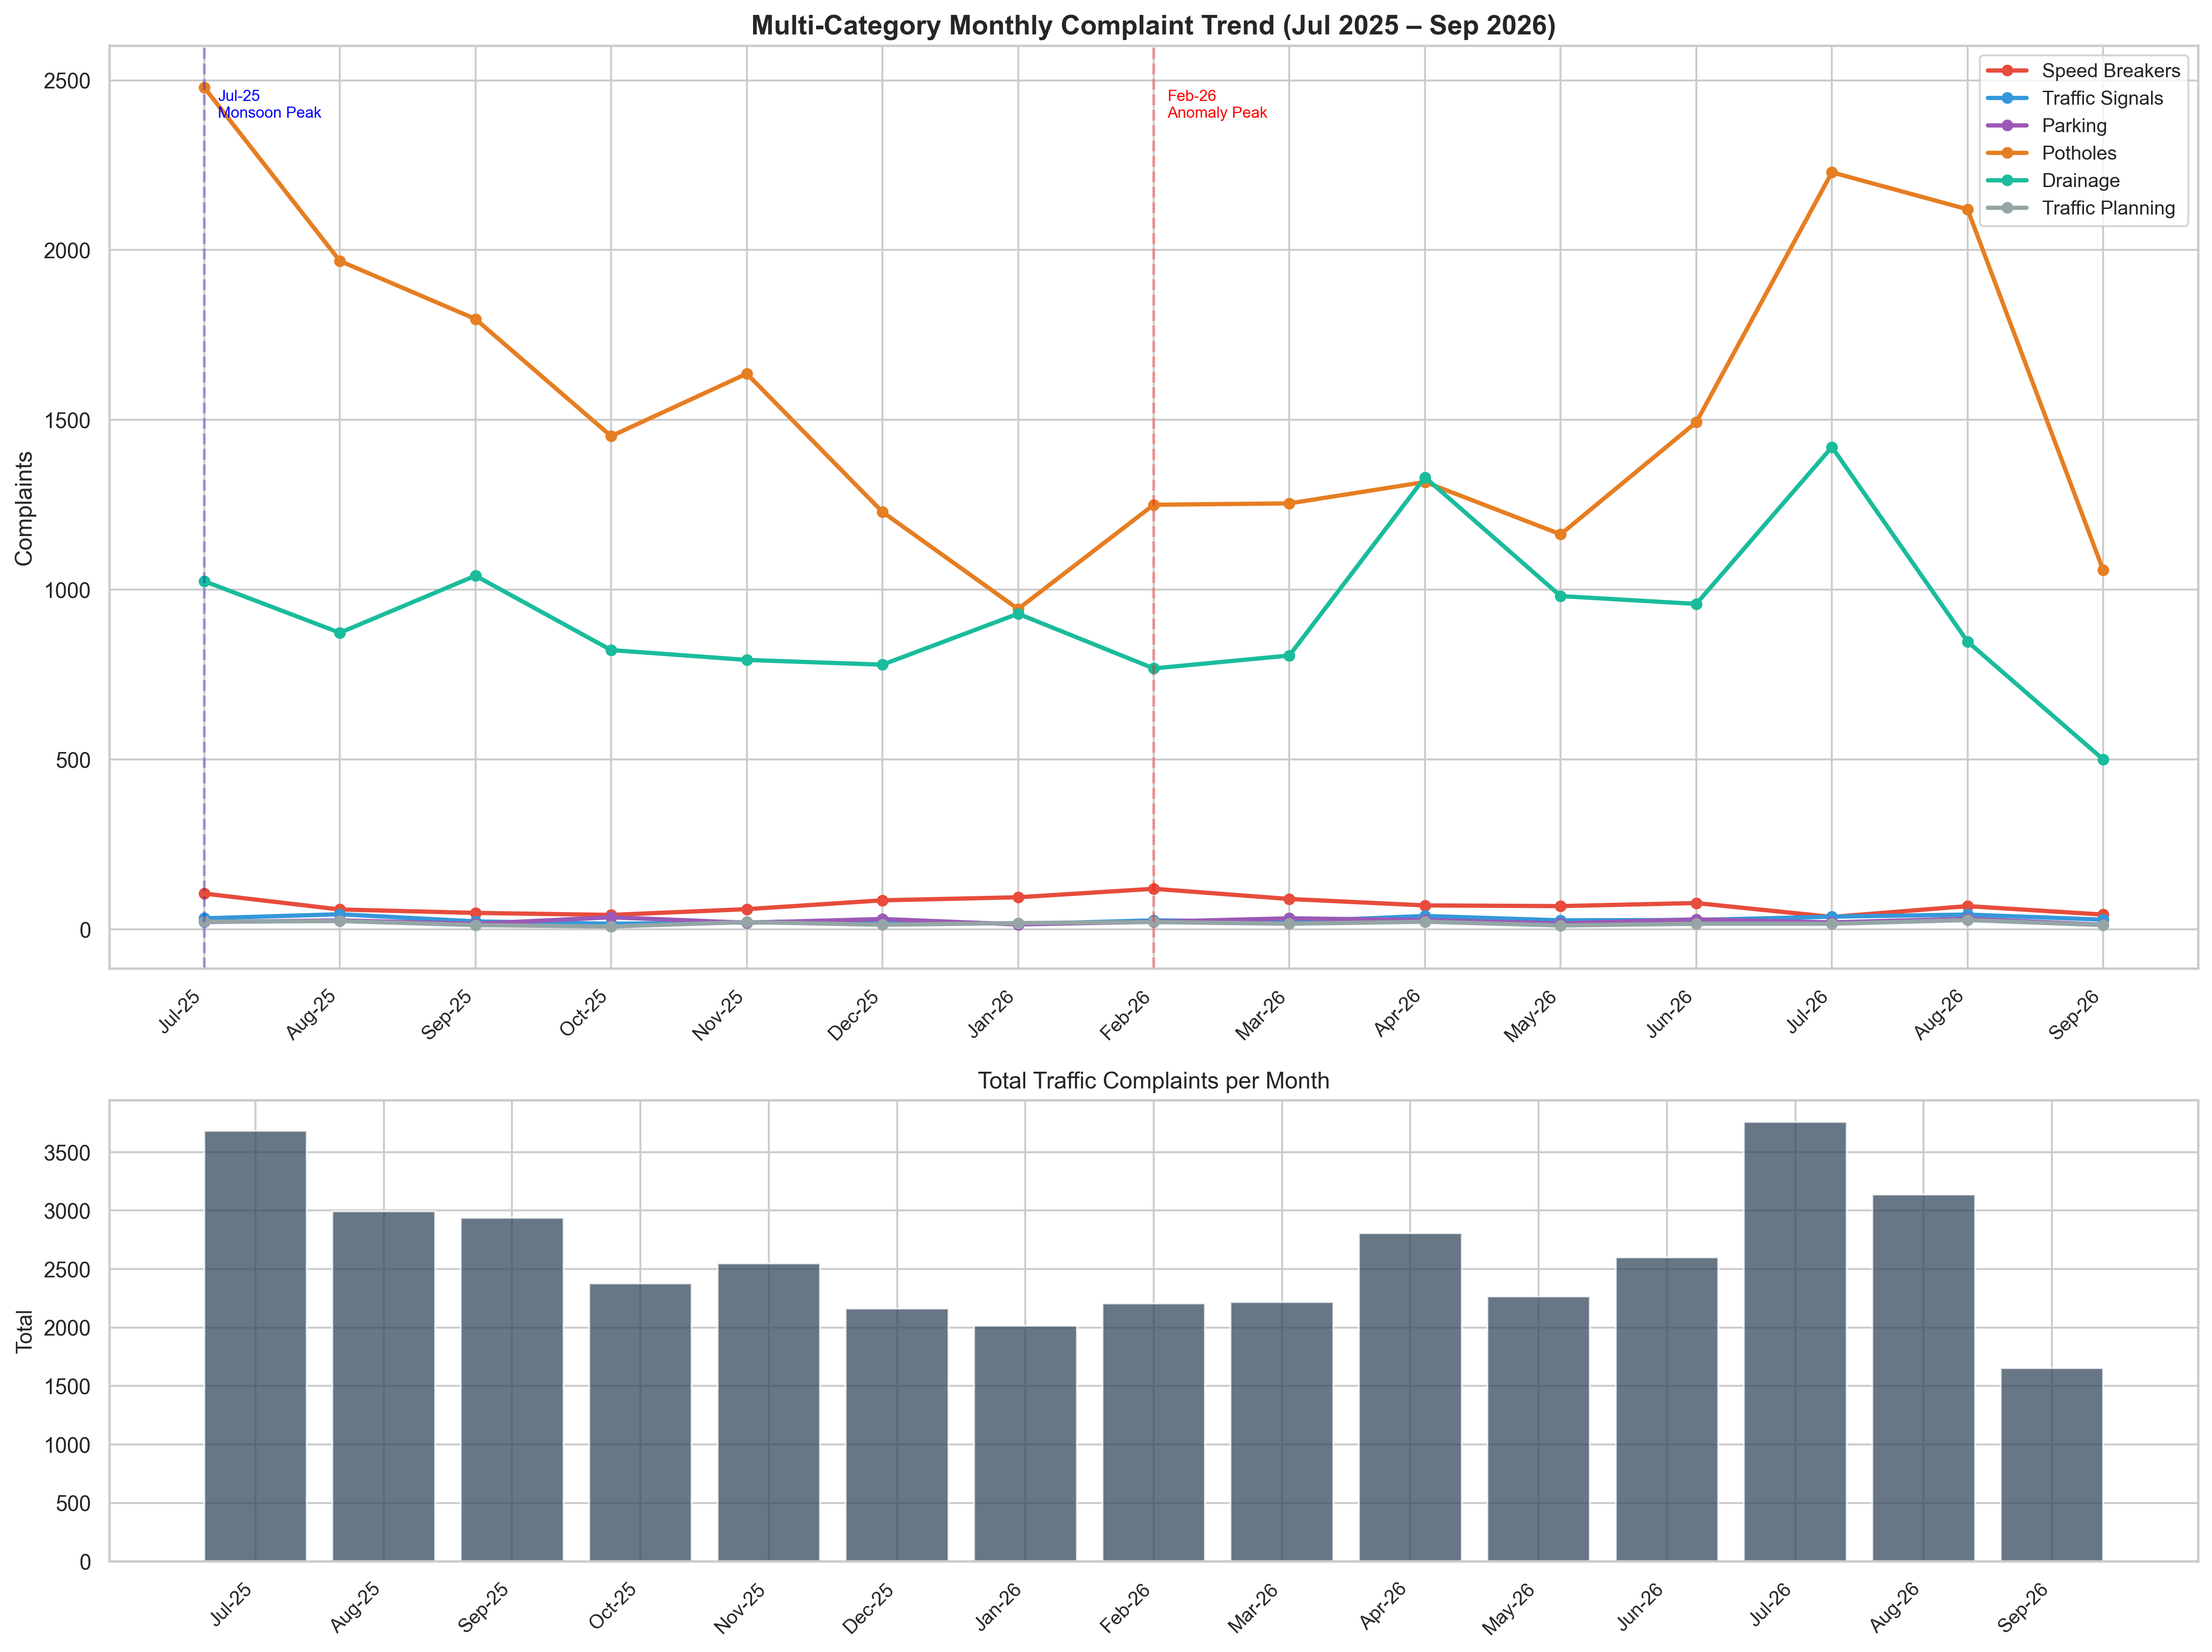 Multi-Category Monthly Complaint Trend (Jul 2025 – Sep 2026)
Complaints
2500
2000
1500
1000
500
0
Jul-25
Monsoon Peak
Feb-26
Anomaly Peak
Speed Breakers
Traffic Signals
Parking
Potholes
Drainage
Traffic Planning
Jul-25
Aug-25
Sep-25
Oct-25
Nov-25
Dec-25
Jan-26
Feb-26
Mar-26
Apr-26
May-26
Jun-26
Jul-26
Aug-26
Sep-26
Total Traffic Complaints per Month
Total
3500
3000
2500
2000
1500
1000
500
0
Jul-25
Aug-25
Sep-25
Oct-25
Nov-25
Dec-25
Jan-26
Feb-26
Mar-26
Apr-26
May-26
Jun-26
Jul-26
Aug-26
Sep-26